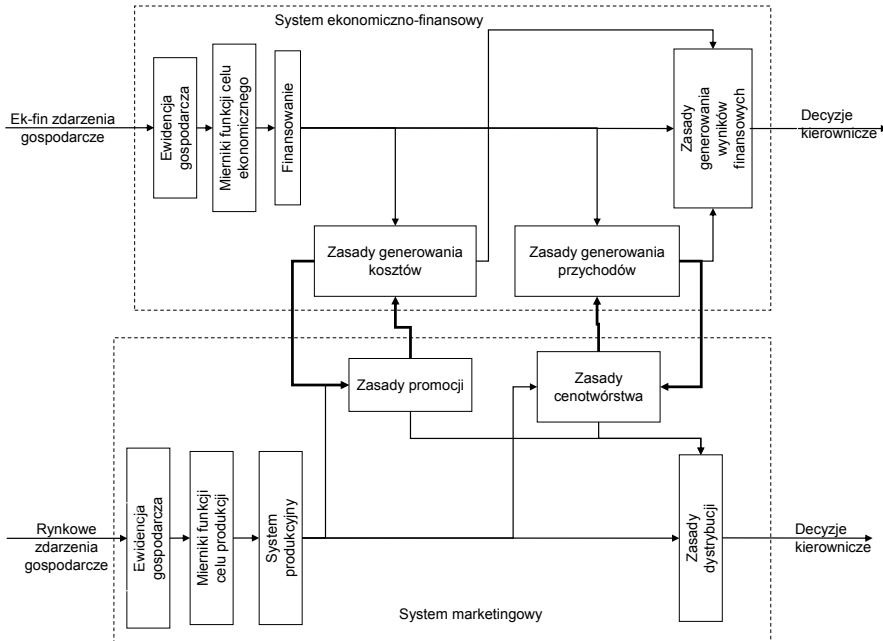 System ekonomiczno-finansowy
Ek-fin zdarzenia
gospodarcze
Ewidencja
gospodarcza
Mierniki funkcji celu
ekonomicznego
Finansowanie
Zasady
generowania
wyników
finansowych
Decyzje
kierownicze
Zasady generowania
kosztów
Zasady generowania
przychodów
Zasady promocji
Zasady
cenotwórstwa
Rynkowe
zdarzenia
gospodarcze
Ewidencja
gospodarcza
Mierniki funkcji
celu produkcji
System
produkcyjny
Zasady
dystrybucji
Decyzje
kierownicze
System marketingowy